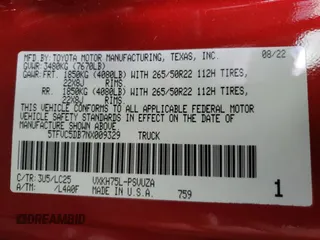 MFD. BY: TOYOTA MOTOR MANUFACTURING, TEXAS, INC. 08/22
GVWR: 3480KG (7670LB)
GAWR: FRT. 1850KG (4080LB) WITH 265/50R22 112H TIRES,
22X8J
RR. 1850KG (4080LB) WITH 265/50R22 112H TIRES,
22X8J
THIS VEHICLE CONFORMS TO ALL APPLICABLE FEDERAL MOTOR
VEHICLE SAFETY STANDARDS IN EFFECT ON THE DATE OF
MANUFACTURE SHOWN ABOVE.
5TFVC5DB7NX009329 TRUCK
C/TR: 3U5/LC25 VXKH75L-PSVUZA
A/TM: /L4A0F MADE IN U.S.A. 759 1
DREAMBID